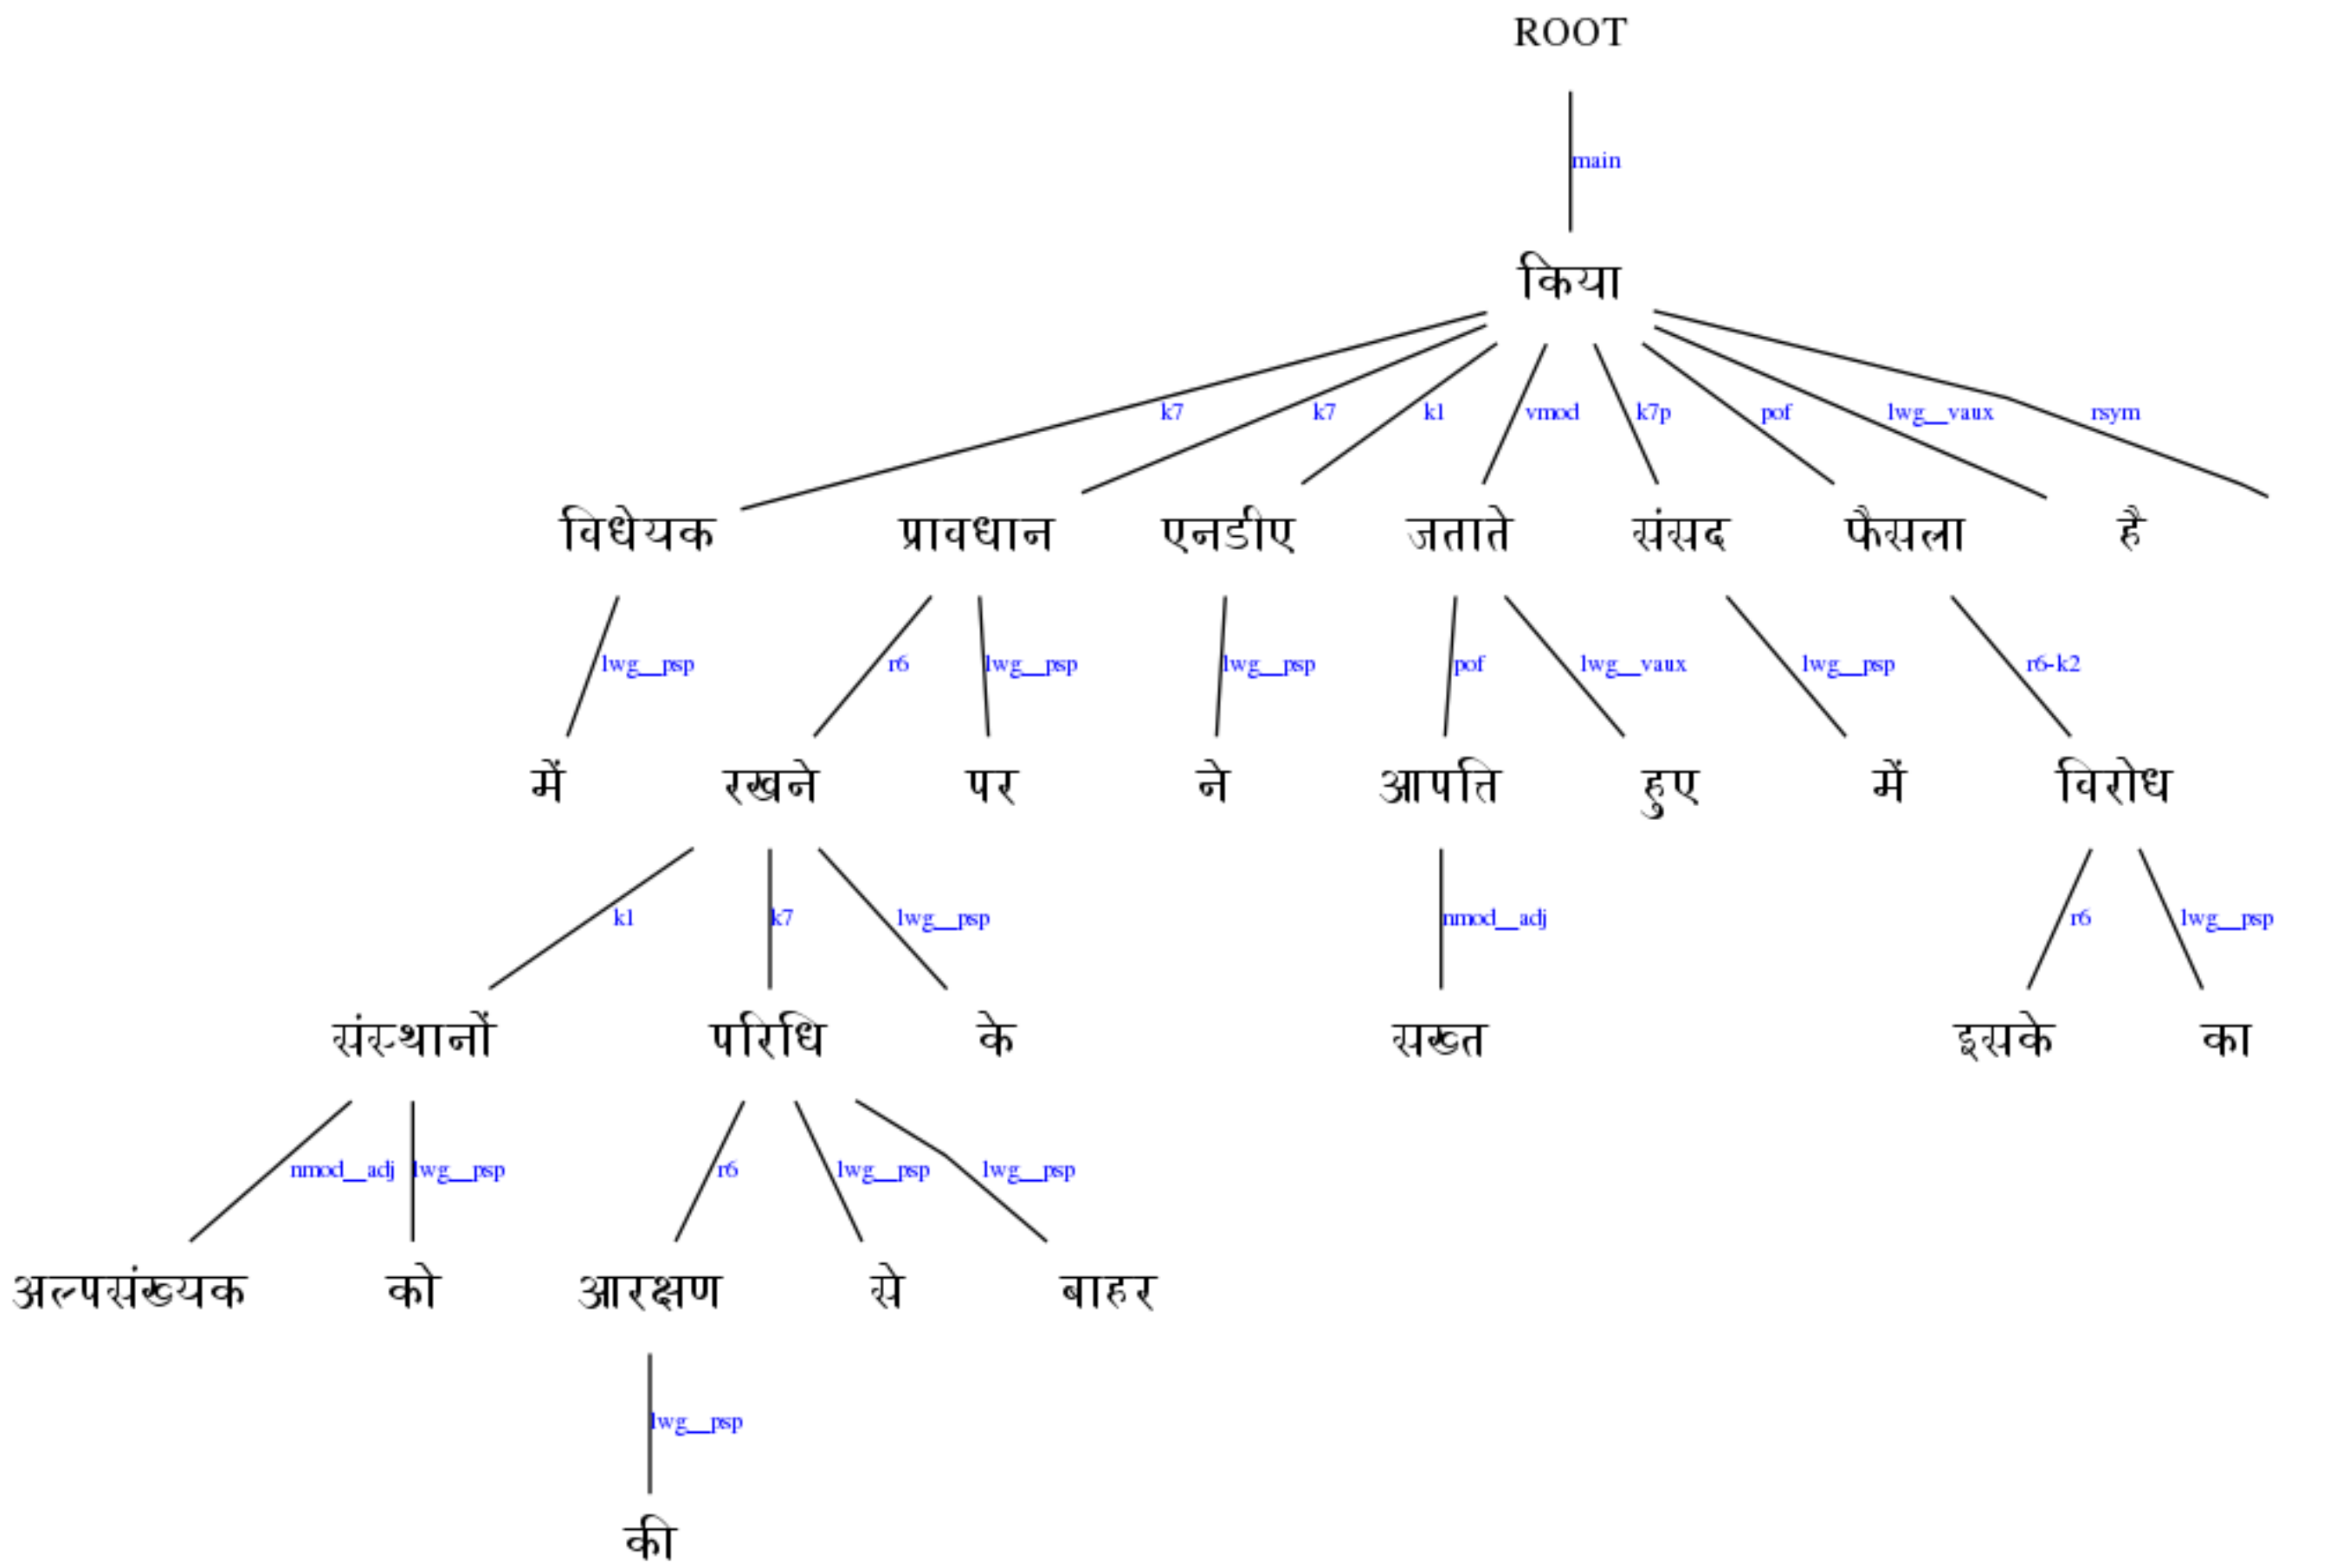 ROOT
main
किया
k7 k7 k1 vmod k7p pof lwg__vaux rsym
विधेयक प्रावधान एनडीए जताते संसद फैसला है
lwg__psp r6 lwg__psp lwg__psp pof lwg__vaux lwg__psp r6-k2
में रखने पर ने आपत्ति हुए में विरोध
k1 k7 lwg__psp nmod__adj r6 lwg__psp
संस्थानों परिधि के सख्त इसके का
nmod__adj lwg__psp r6 lwg__psp lwg__psp
अल्पसंख्यक को आरक्षण से बाहर
lwg__psp
की